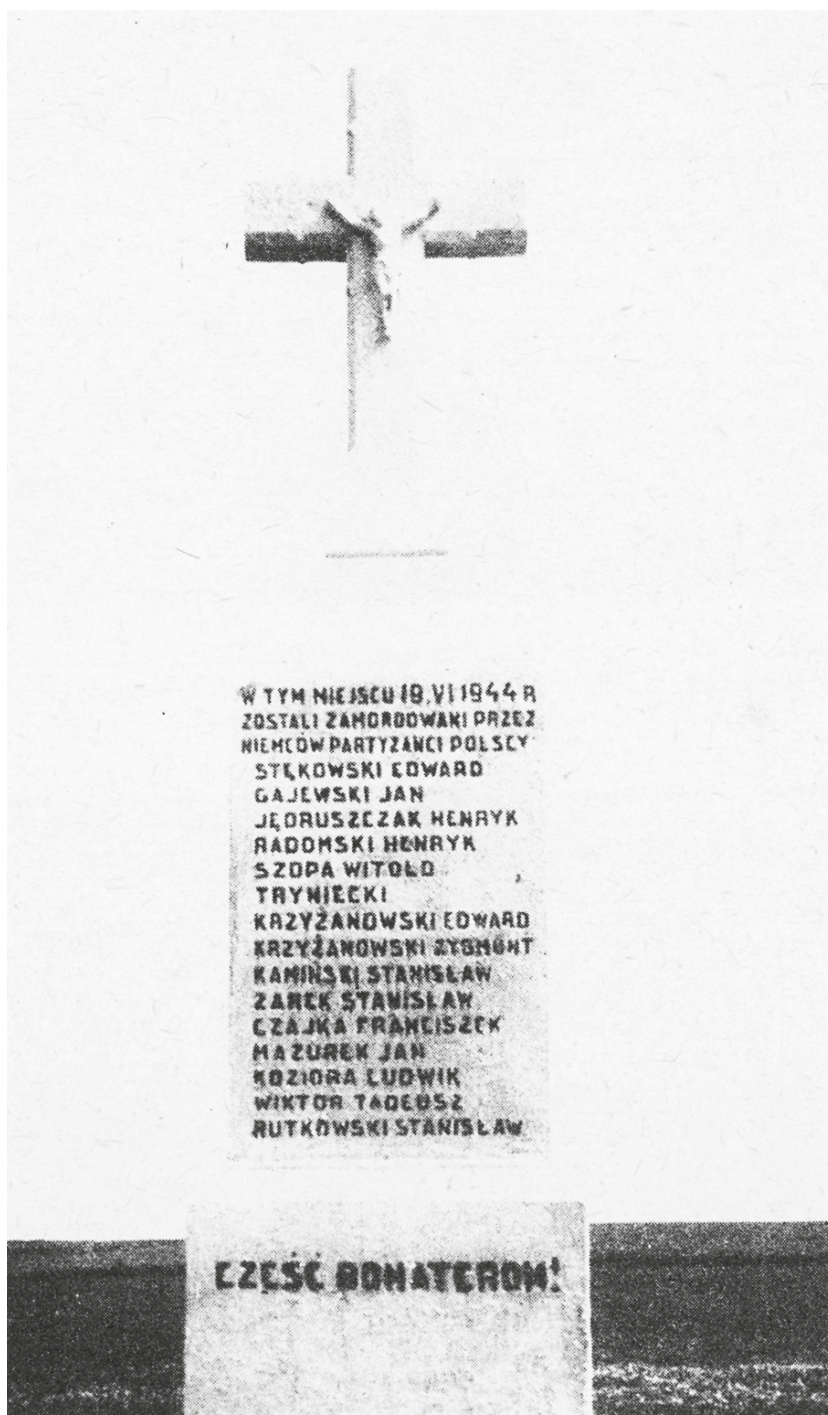 W TYM MIEJSCU 19.VI 1944 R
ZOSTALI ZAMORDOWANI PRZEZ
NIEMCÓW PARTYZANCI POLSCY
STĘKOWSKI EDWARD
GAJEWSKI JAN
JĘDRUSZCZAK HENRYK
RADOMSKI HENRYK
SZOPA WITOLD
TRYNIECKI
KRZYŻANOWSKI EDWARD
KRZYŻANOWSKI ZYGMUNT
KAMIŃSKI STANISŁAW
ŻAREK STANISŁAW
CZAJKA FRANCISZEK
MAZUREK JAN
KOZIORA LUDWIK
WIKTOR TADEUSZ
RUTKOWSKI STANISŁAW
CZEŚĆ BOHATEROM!